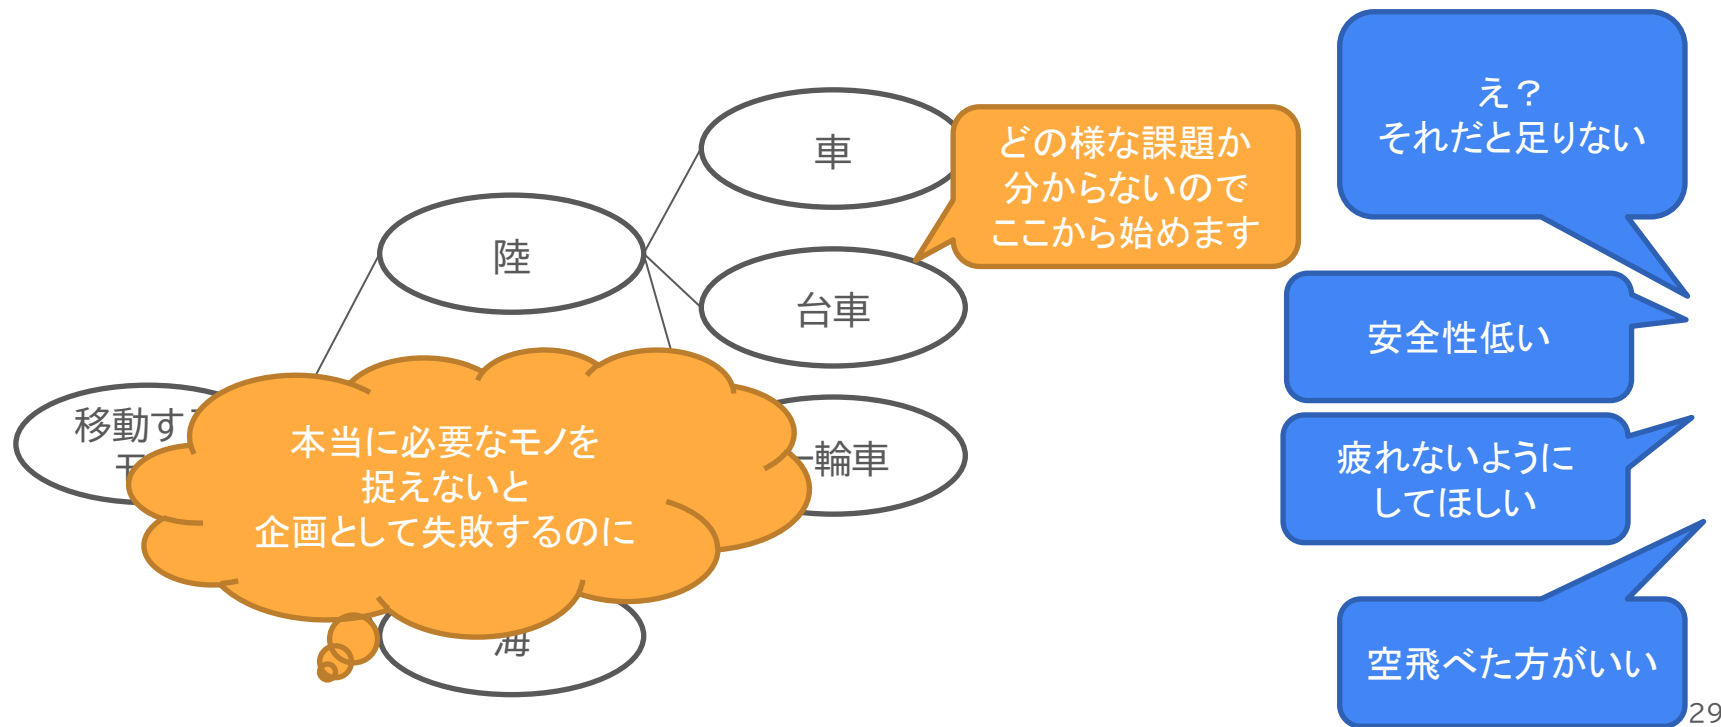 え？
それだと足りない
車
どの様な課題か
分からないので
ここから始めます
陸
台車
安全性低い
移動す
本当に必要なモノを
捉えないと
企画として失敗するのに
一輪車
疲れないように
してほしい
海
空飛べた方がいい
29